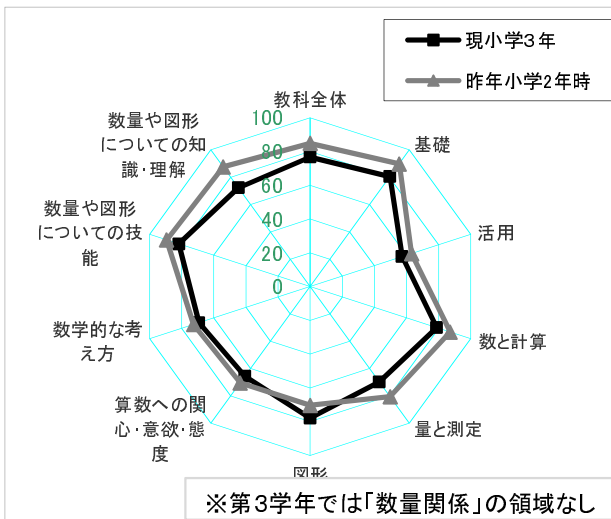 現小学3年
昨年小学2年時
教科全体
基礎
活用
数と計算
量と測定
図形
算数への関
心・意欲・態
度
数学的な考
え方
数量や図形
についての技
能
数量や図形
についての知
識・理解
100
80
60
40
20
0
※第3学年では｢数量関係｣の領域なし